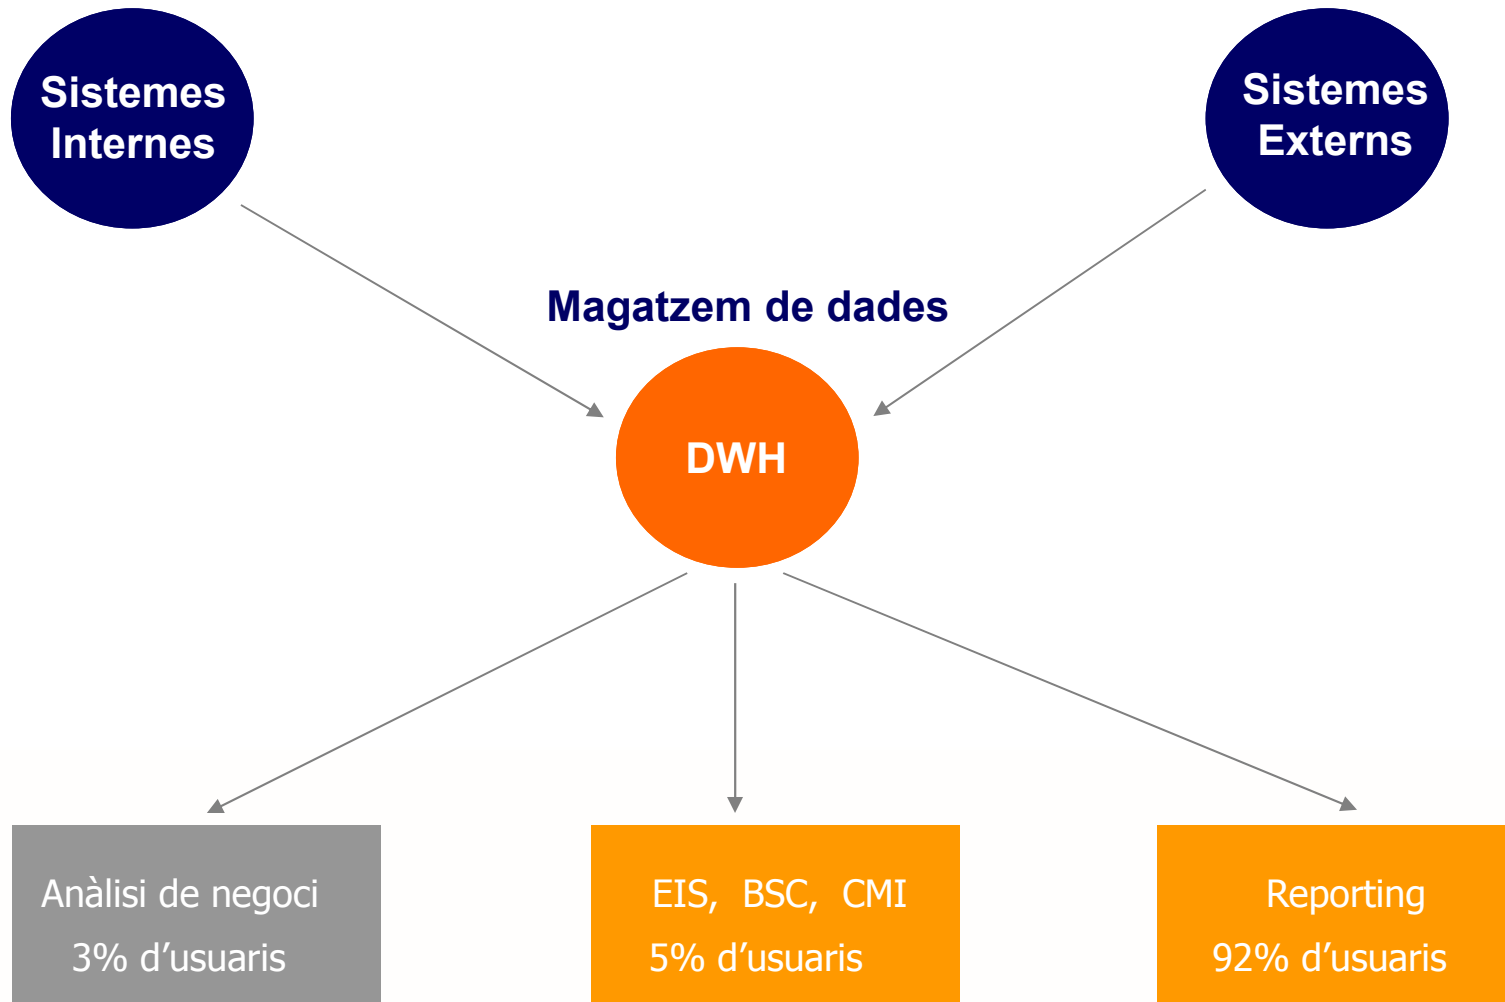 Sistemes
Internes
Sistemes
Externs
Magatzem de dades
DWH
Anàlisi de negoci
3% d’usuaris
EIS, BSC, CMI
5% d’usuaris
Reporting
92% d’usuaris